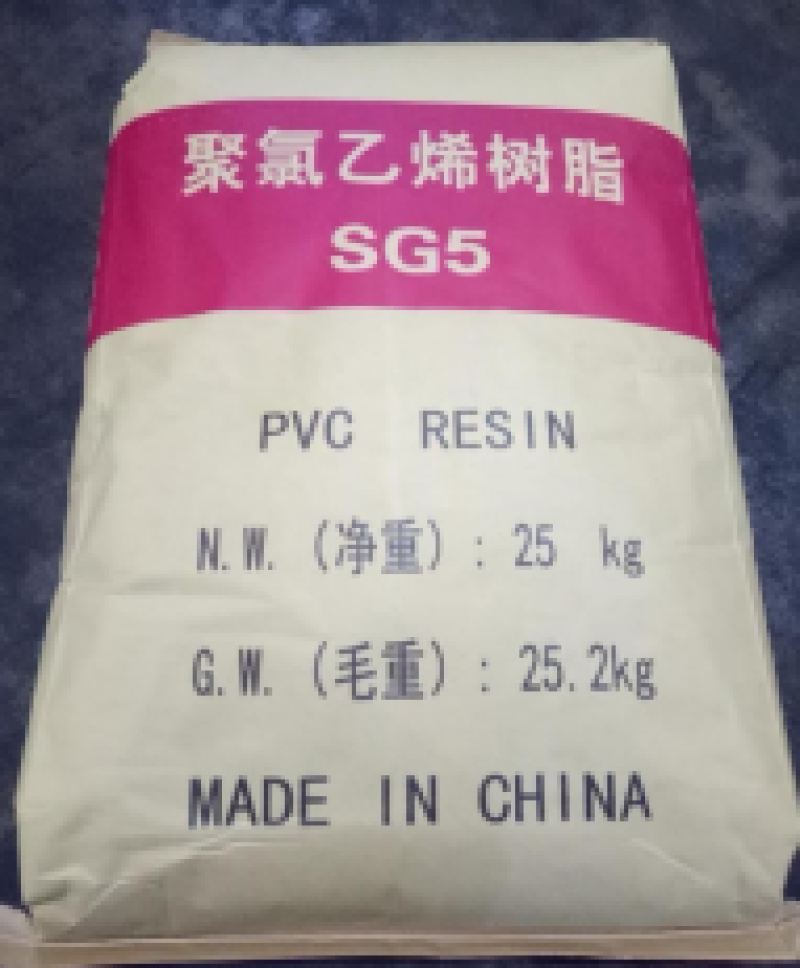 聚氯乙烯树脂
SG5
PVC RESIN
N.W.(净重): 25 kg
G.W.(毛重): 25.2kg
MADE IN CHINA